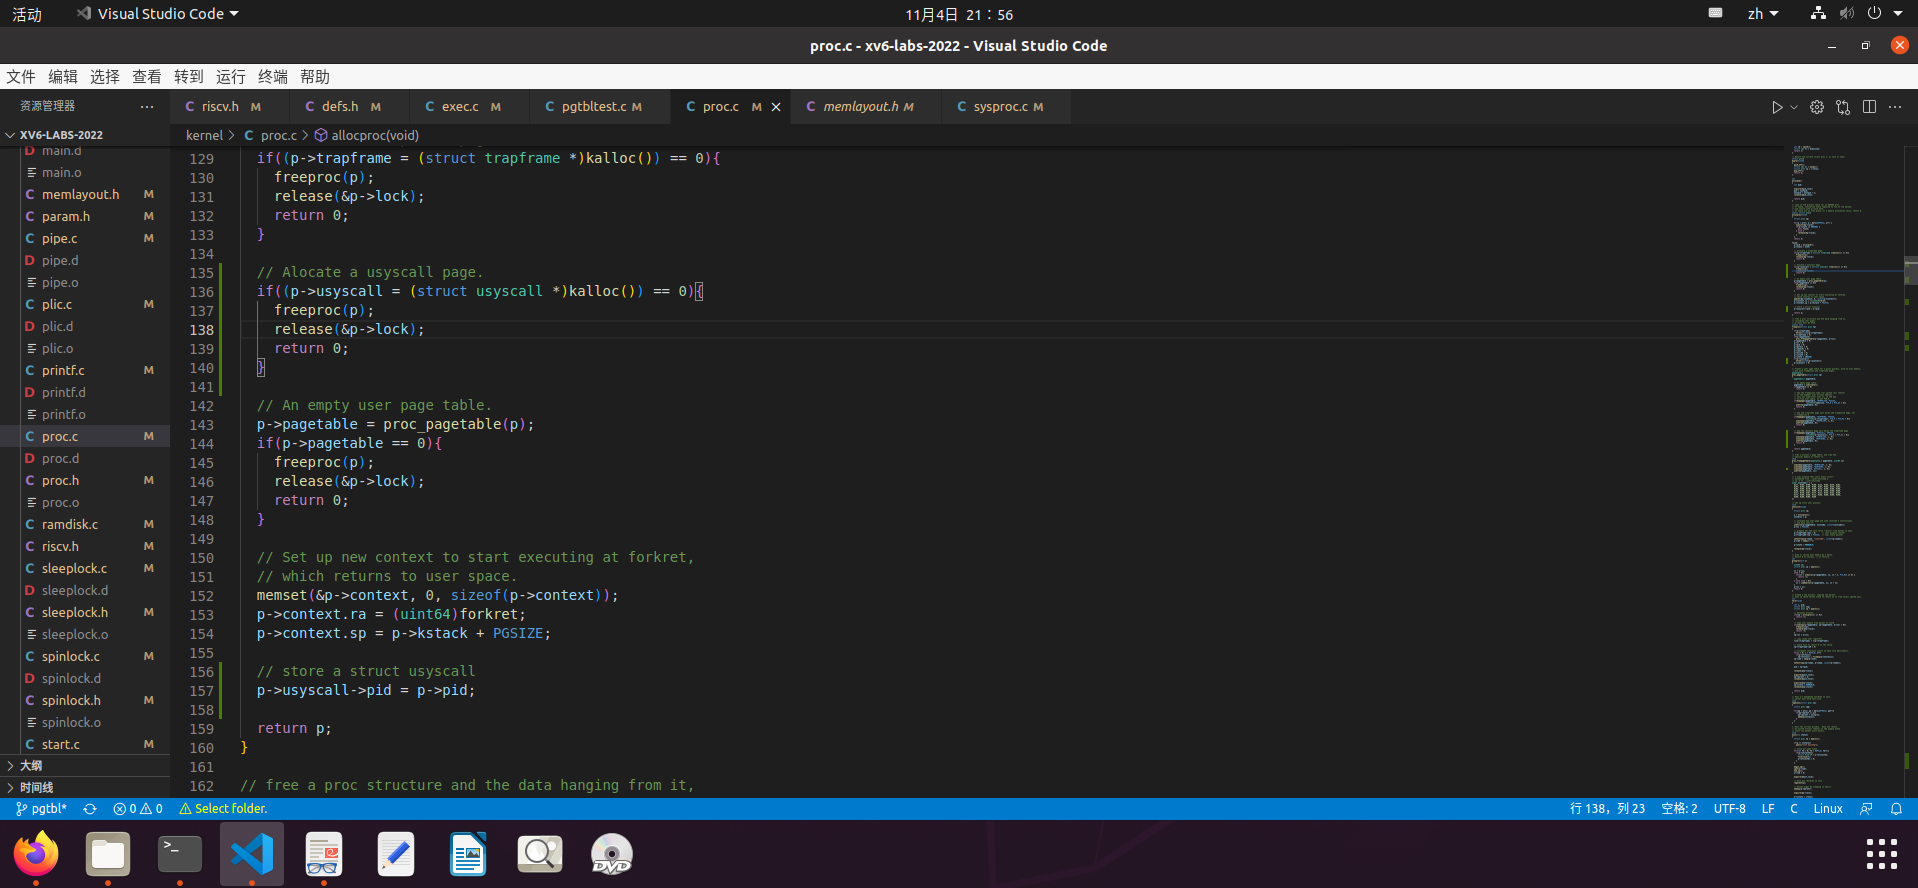 活动
Visual Studio Code
11月4日 21：56
zh
proc.c - xv6-labs-2022 - Visual Studio Code
文件 编辑 选择 查看 转到 运行 终端 帮助
资源管理器
riscv.h M
defs.h M
exec.c M
pgtbltest.c M
proc.c M
memlayout.h M
sysproc.c M
XV6-LABS-2022
kernel > C proc.c > allocproc(void)
main.d
main.o
memlayout.h M
param.h M
pipe.c M
pipe.d
pipe.o
plic.c M
plic.d
plic.o
printf.c M
printf.d
printf.o
proc.c M
proc.d
proc.h M
proc.o
ramdisk.c M
riscv.h M
sleeplock.c M
sleeplock.d
sleeplock.h M
sleeplock.o
spinlock.c M
spinlock.d
spinlock.h M
spinlock.o
start.c M
大纲
时间线
129 if((p->trapframe = (struct trapframe *)kalloc()) == 0){
130 freeproc(p);
131 release(&p->lock);
132 return 0;
133 }
134
135 // Alocate a usyscall page.
136 if((p->usyscall = (struct usyscall *)kalloc()) == 0){
137 freeproc(p);
138 release(&p->lock);
139 return 0;
140 }
141
142 // An empty user page table.
143 p->pagetable = proc_pagetable(p);
144 if(p->pagetable == 0){
145 freeproc(p);
146 release(&p->lock);
147 return 0;
148 }
149
150 // Set up new context to start executing at forkret,
151 // which returns to user space.
152 memset(&p->context, 0, sizeof(p->context));
153 p->context.ra = (uint64)forkret;
154 p->context.sp = p->kstack + PGSIZE;
155
156 // store a struct usyscall
157 p->usyscall->pid = p->pid;
158
159 return p;
160 }
161
162 // free a proc structure and the data hanging from it,
pgtbl*
0 0
Select folder.
行 138，列 23
空格: 2
UTF-8
LF
C
Linux
>_
DVD